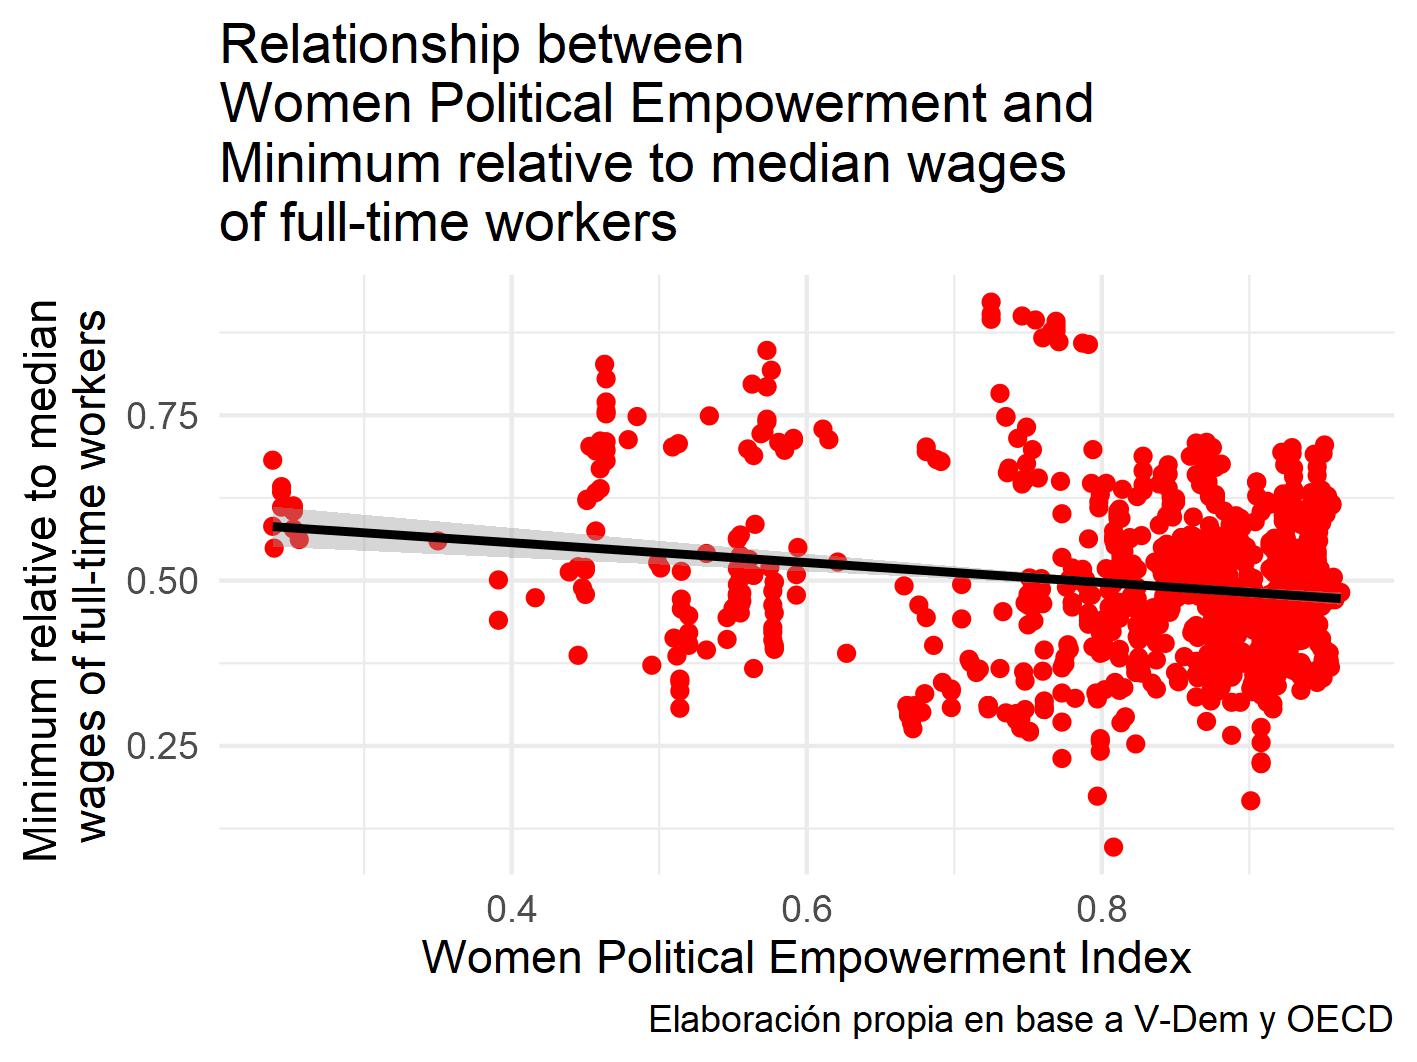 Relationship between
Women Political Empowerment and
Minimum relative to median wages
of full-time workers
Minimum relative to median
wages of full-time workers
0.75
0.50
0.25
0.4
0.6
0.8
Women Political Empowerment Index
Elaboración propia en base a V-Dem y OECD